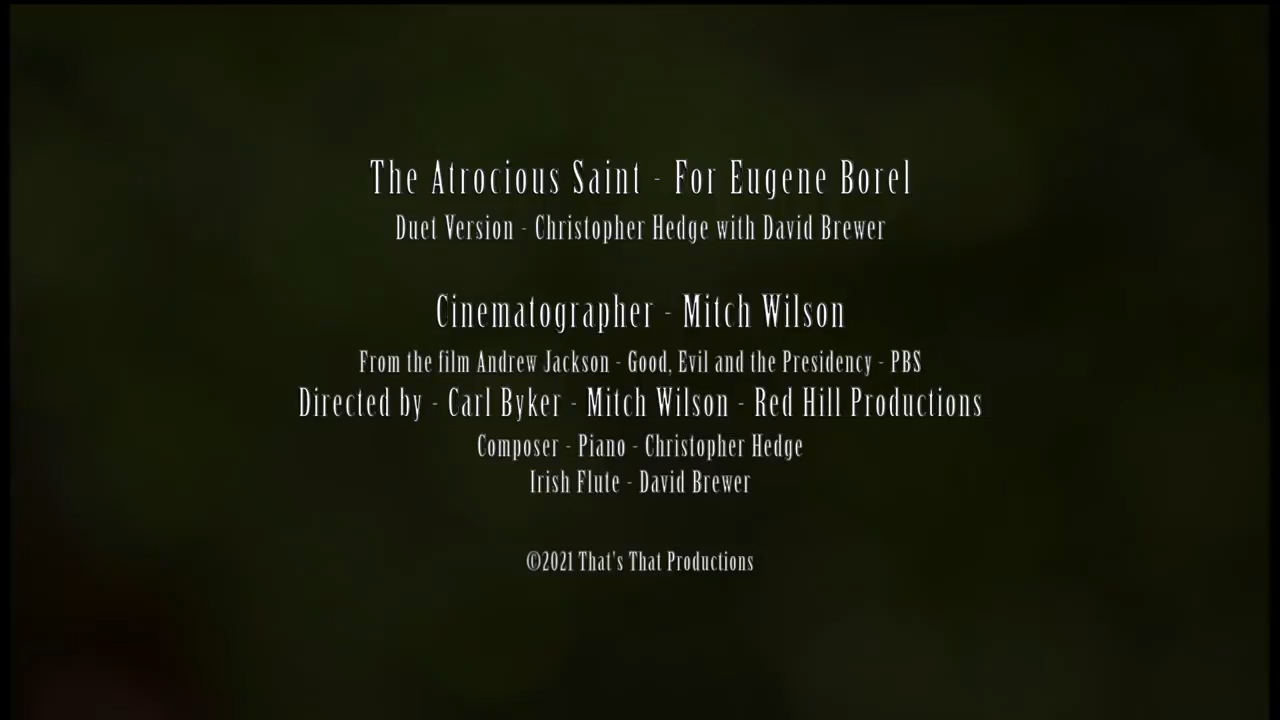 The Atrocious Saint - For Eugene Borel
Duet Version - Christopher Hedge with David Brewer
Cinematographer - Mitch Wilson
From the film Andrew Jackson - Good, Evil and the Presidency - PBS
Directed by - Carl Byker - Mitch Wilson - Red Hill Productions
Composer - Piano - Christopher Hedge
Irish Flute - David Brewer
©2021 That's That Productions